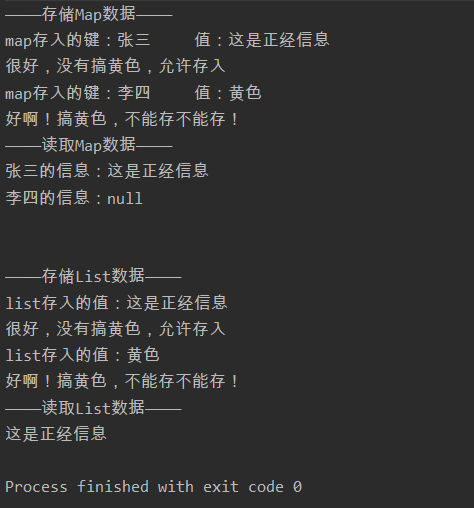 ————存储Map数据————
map存入的键：张三     值：这是正经信息
很好，没有搞黄色，允许存入
map存入的键：李四     值：黄色
好啊！搞黄色，不能存不能存！
————读取Map数据————
张三的信息：这是正经信息
李四的信息：null
————存储List数据————
list存入的值：这是正经信息
很好，没有搞黄色，允许存入
list存入的值：黄色
好啊！搞黄色，不能存不能存！
————读取List数据————
这是正经信息
Process finished with exit code 0